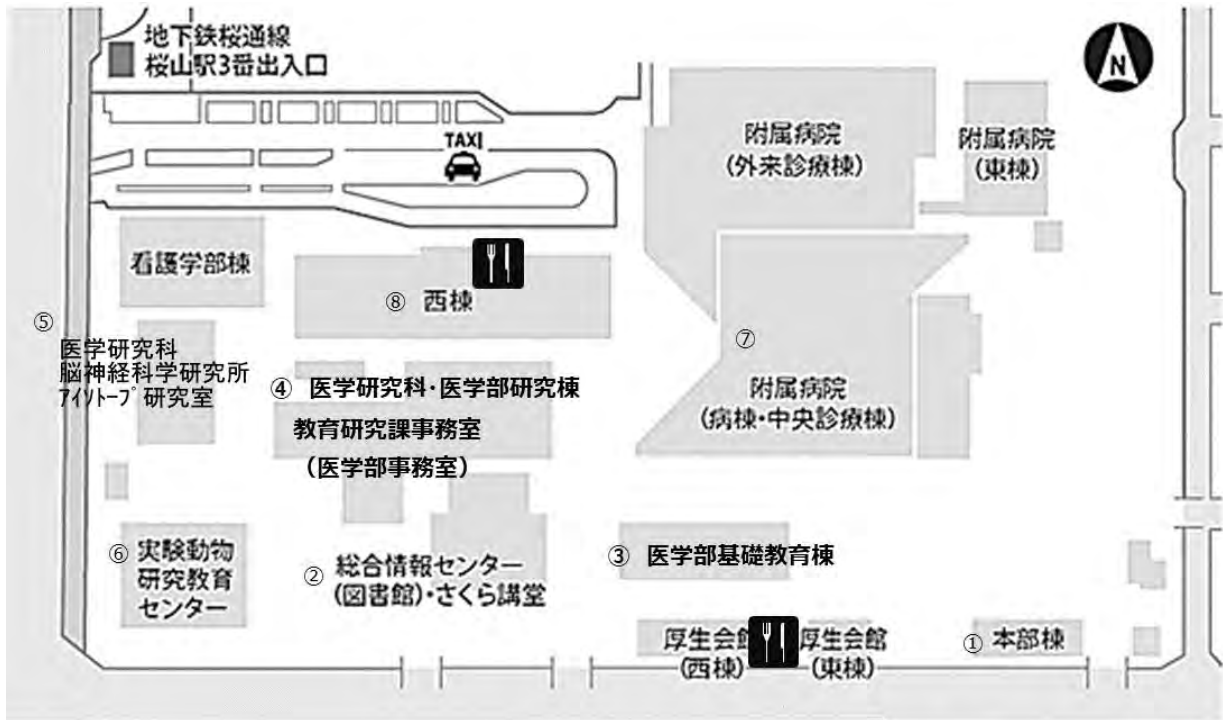 地下鉄桜通線
桜山駅3番出入口
N
TAXI
附属病院
(外来診療棟)
附属病院
(東棟)
看護学部棟
⑧ 西棟
⑤
医学研究科
脳神経科学研究所
ｱｲｿﾄｰﾌﾟ研究室
④ 医学研究科・医学部研究棟
教育研究課事務室
(医学部事務室)
⑦
附属病院
(病棟・中央診療棟)
⑥ 実験動物
研究教育
センター
② 総合情報センター
(図書館)・さくら講堂
③ 医学部基礎教育棟
厚生会館
(西棟)
厚生会館
(東棟)
① 本部棟